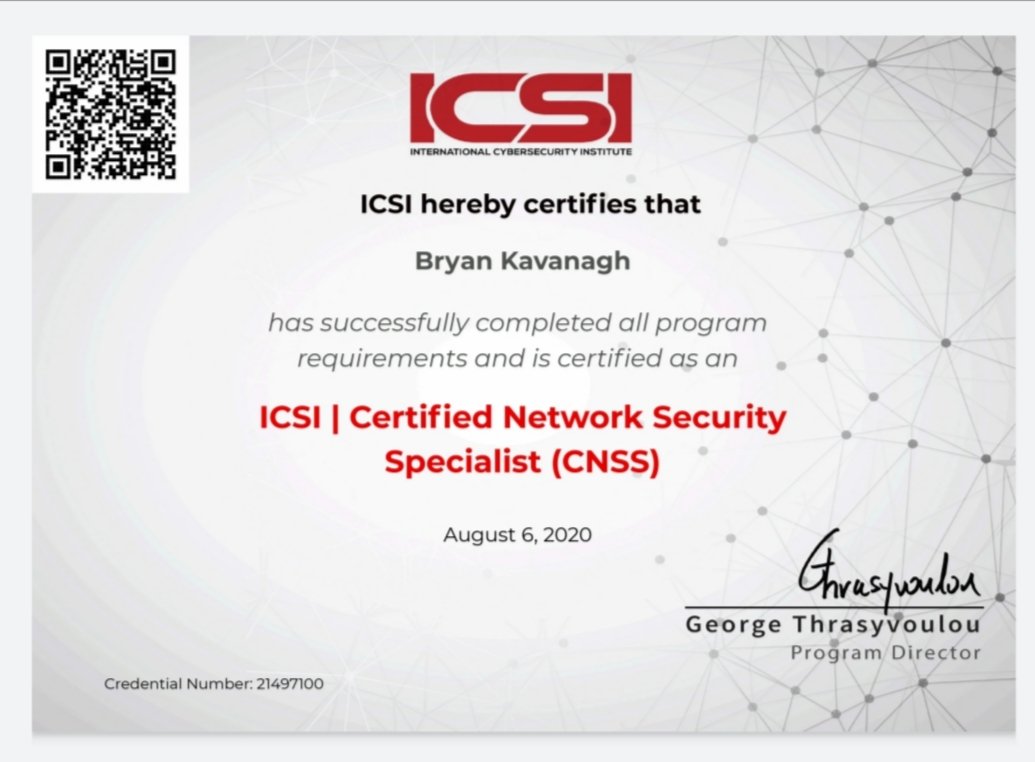 ICSI
INTERNATIONAL CYBERSECURITY INSTITUTE
ICSI hereby certifies that
Bryan Kavanagh
has successfully completed all program
requirements and is certified as an
ICSI | Certified Network Security
Specialist (CNSS)
August 6, 2020
Thrasyvoulou
George Thrasyvoulou
Program Director
Credential Number: 21497100